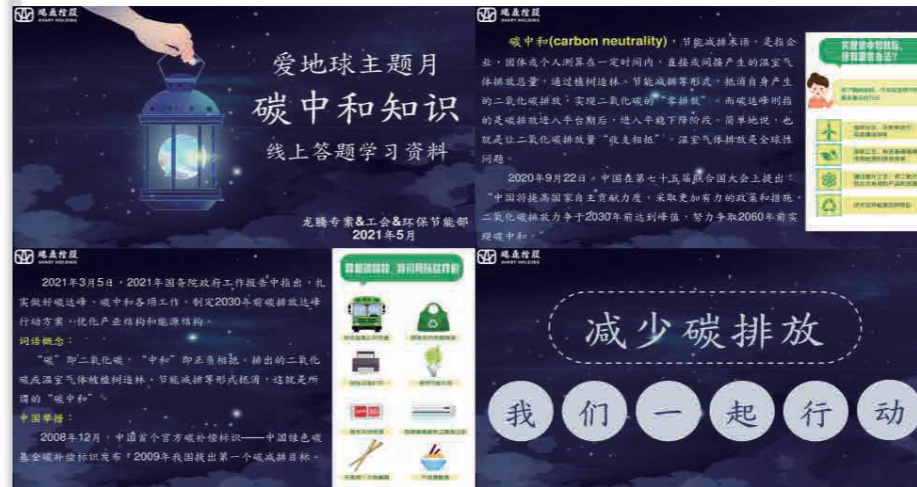 鹏鼎控股
AVARY HOLDING
爱地球主题月
碳中和知识
线上答题学习资料
龙腾专案&工会&环保节能部
2021年5月
鹏鼎控股
AVARY HOLDING
碳中和(carbon neutrality)，节能减排术语，是指企
业，团体或个人测算在一定时间内，直接或间接产生的温室气
体排放总量，通过植树造林、节能减排等形式，抵消自身产生
的二氧化碳排放，实现二氧化碳的“零排放”。而碳达峰则指
的是碳排放进入平台期后，进入平稳下降阶段。简单地说，也
就是让二氧化碳排放量“收支相抵”。温室气体排放是全球性
问题。
2020年9月22日，中国在第七十五届联合国大会上提出：
“中国将提高国家自主贡献力度，采取更加有力的政策和措施，
二氧化碳排放力争于2030年前达到峰值，努力争取2060年前实
现碳中和。”
鹏鼎控股
AVARY HOLDING
2021年3月5日，2021年国务院政府工作报告中指出，扎
实做好碳达峰、碳中和各项工作，制定2030年前碳排放达峰
行动方案，优化产业结构和能源结构。
词语概念：
“碳”即二氧化碳，“中和”即正负相抵。排出的二氧化
碳或温室气体被植树造林、节能减排等形式抵消，这就是所
谓的“碳中和”。
中国举措：
2008年12月，中国首个官方碳补偿标识——中国绿色碳
基金碳补偿标识发布。2009年我国提出第一个碳减排目标。
鹏鼎控股
AVARY HOLDING
减少碳排放
我们一起行动